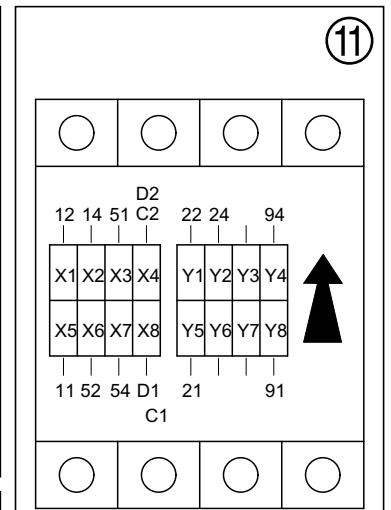 ⑪
D2
12 14 51 C2 22 24 94
X1 X2 X3 X4 Y1 Y2 Y3 Y4
X5 X6 X7 X8 Y5 Y6 Y7 Y8
11 52 54 D1 21 91
C1